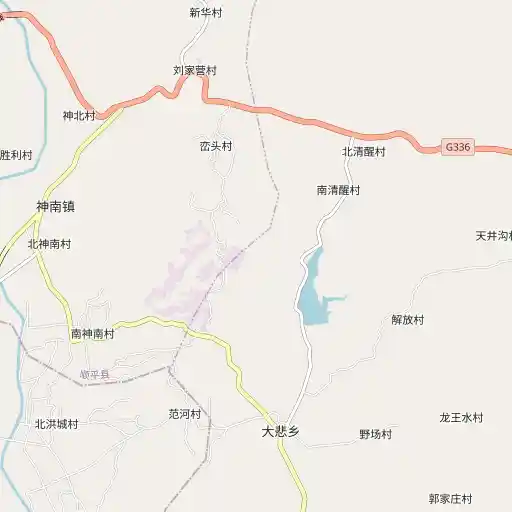 新华村
刘家营村
神北村
峦头村
G336
北清醒村
胜利村
南清醒村
神南镇
天井沟村
北神南村
解放村
南神南村
顺平县
范河村
龙王水村
北洪城村
大悲乡
野场村
郭家庄村